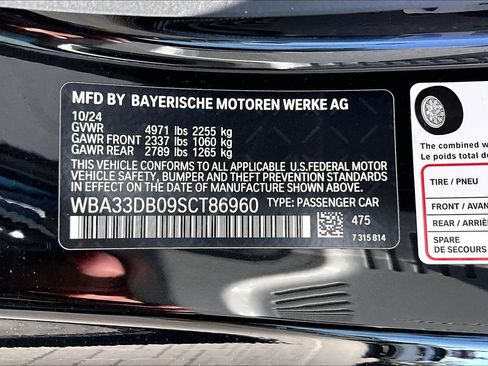 MFD BY BAYERISCHE MOTOREN WERKE AG
10/24
GVWR 4971 lbs 2255 kg
GAWR FRONT 2337 lbs 1060 kg
GAWR REAR 2789 lbs 1265 kg
THIS VEHICLE CONFORMS TO ALL APPLICABLE U.S.FEDERAL MOTOR
VEHICLE SAFETY, BUMPER AND THEFT PREVENTION STANDARDS
IN EFFECT ON THE DATE OF MANUFACTURE SHOWN ABOVE.
WBA33DB09SCT86960 TYPE: PASSENGER CAR
475
7 315 814
The combined w
Le poids total d
TIRE / PNEU
FRONT / AVAN
REAR / ARRIÈR
SPARE
DE SECOURS